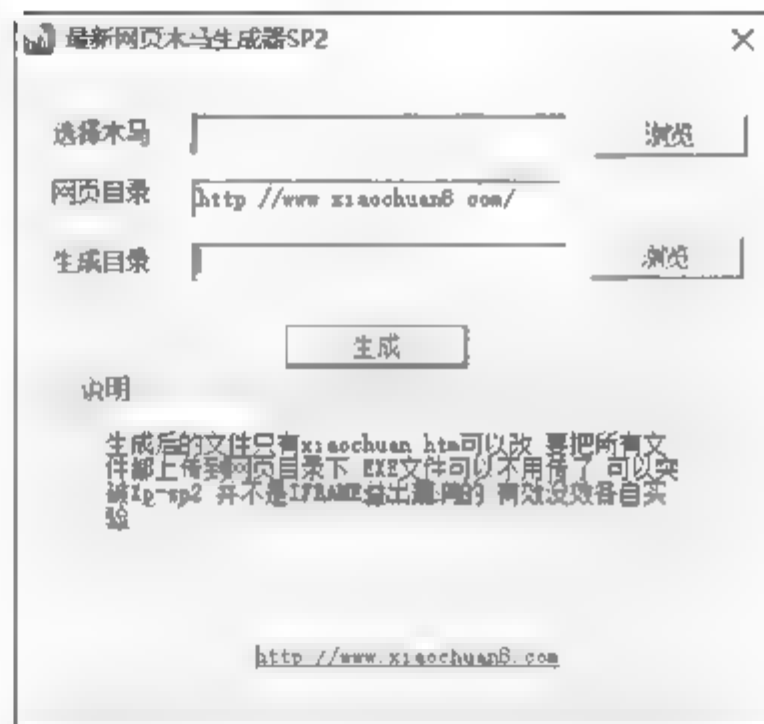 最新网页木马生成器SP2
选择木马
浏览
网页目录
http //www xiaochuan8 com/
生成目录
浏览
生成
说明
生成后的文件只有xiaochuan htm可以改 要把所有文
件都上传到网页目录下 EXE文件可以不用传了 可以突
破Xp-sp2 并不是IFRAME溢出漏洞的 有效没效各自实
验
http //www.xiaochuan8.com